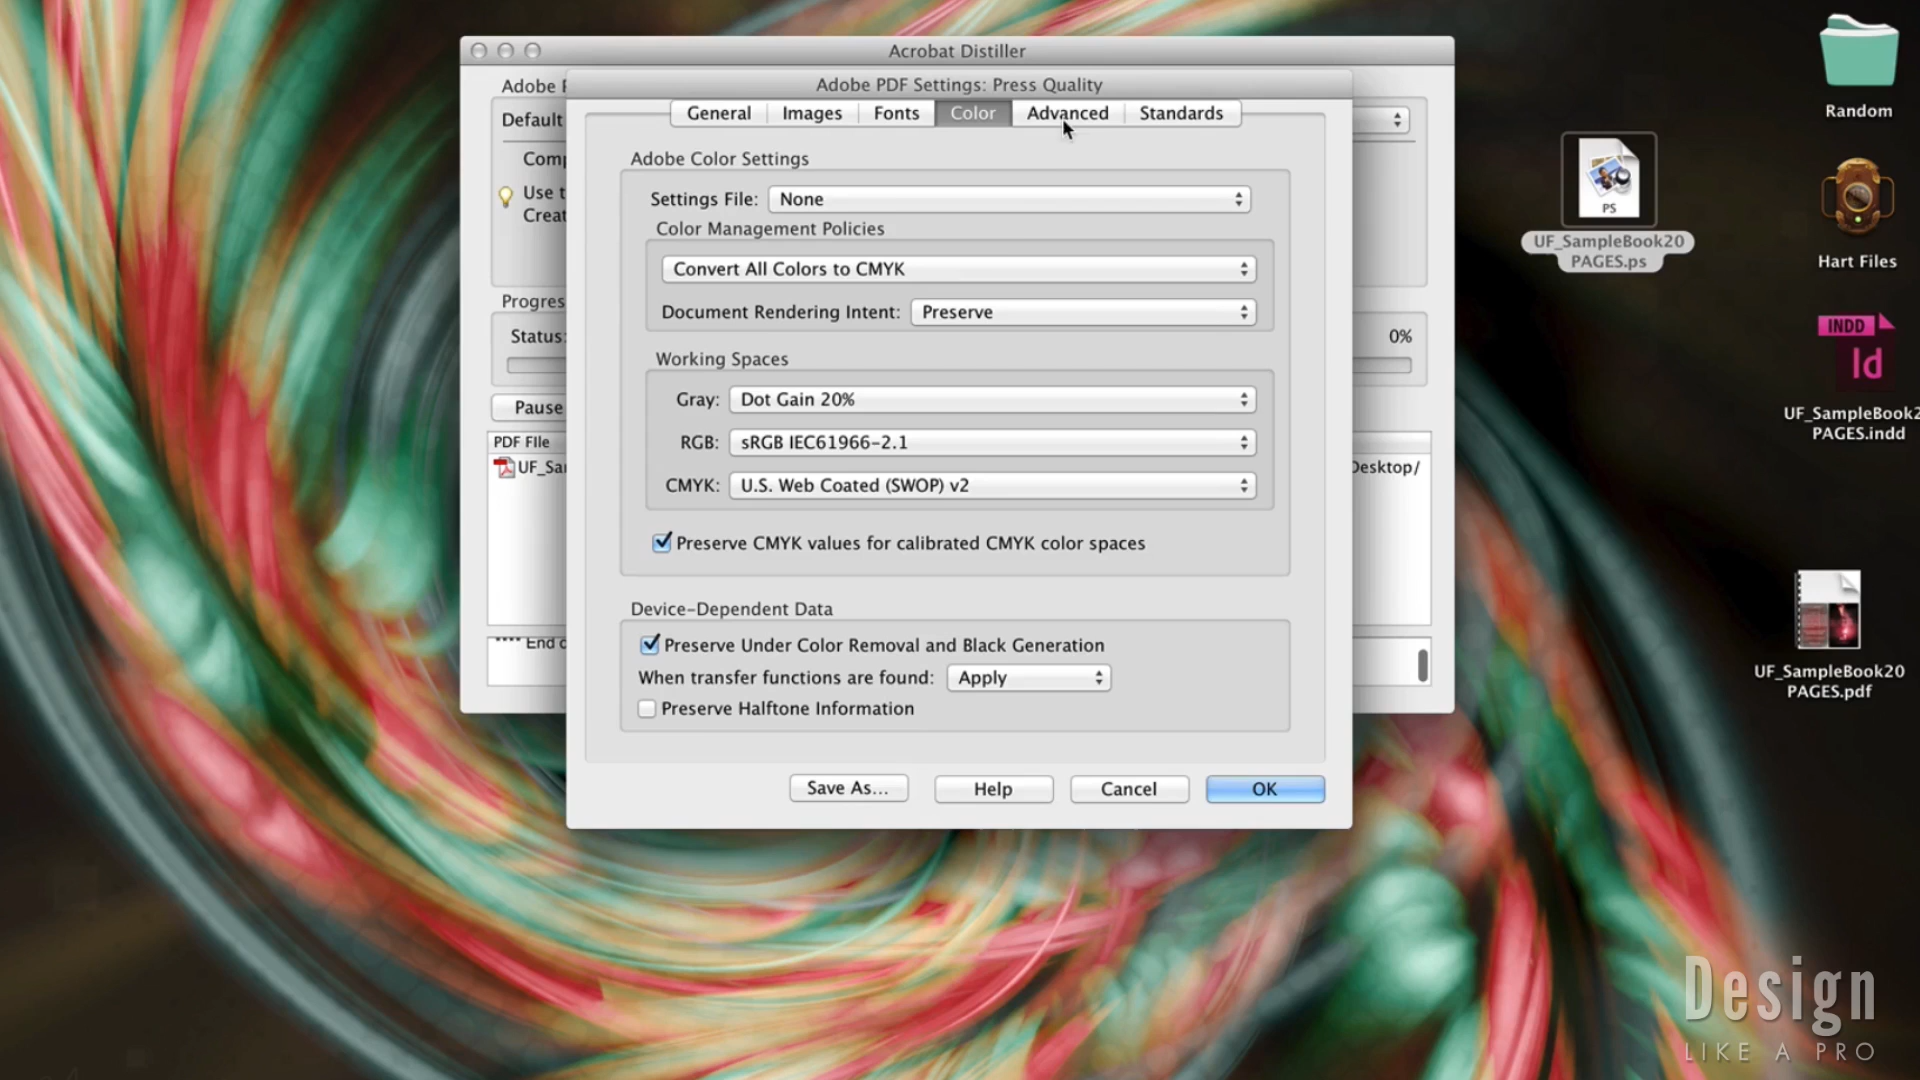 Acrobat Distiller
Adobe PDF Settings: Press Quality
General Images Fonts Color Advanced Standards
Adobe
Default
Use
Adobe Color Settings
Settings File: None
Color Management Policies
Convert All Colors to CMYK
Document Rendering Intent: Preserve
Working Spaces
Gray: Dot Gain 20%
RGB: sRGB IEC61966-2.1
CMYK: U.S. Web Coated (SWOP) v2
Preserve CMYK values for calibrated CMYK color spaces
Device-Dependent Data
Preserve Under Color Removal and Black Generation
When transfer functions are found: Apply
Preserve Halftone Information
Save As... Help Cancel OK
Status:
0%
Pause
PDF File
Desktop/
**** End
PS
UF_SampleBook20
PAGES.ps
Random
Hart Files
INDD
Id
UF_SampleBook2
PAGES.indd
UF_SampleBook20
PAGES.pdf
Design
LIKE A PRO